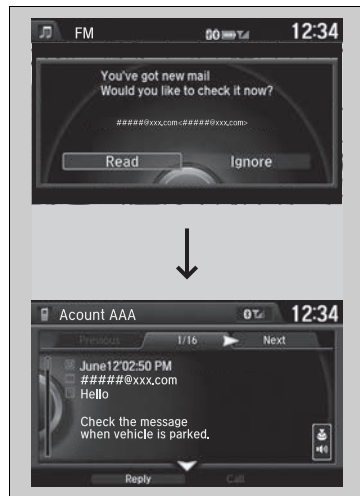 FM
12:34
You've got new mail
Would you like to check it now?
#####@xxx.com<#####@xxx.com>
Read Ignore
Acount AAA
12:34
Previous 1/16 Next
June12'02:50 PM
#####@xxx.com
Hello
Check the message
when vehicle is parked.
Reply Call